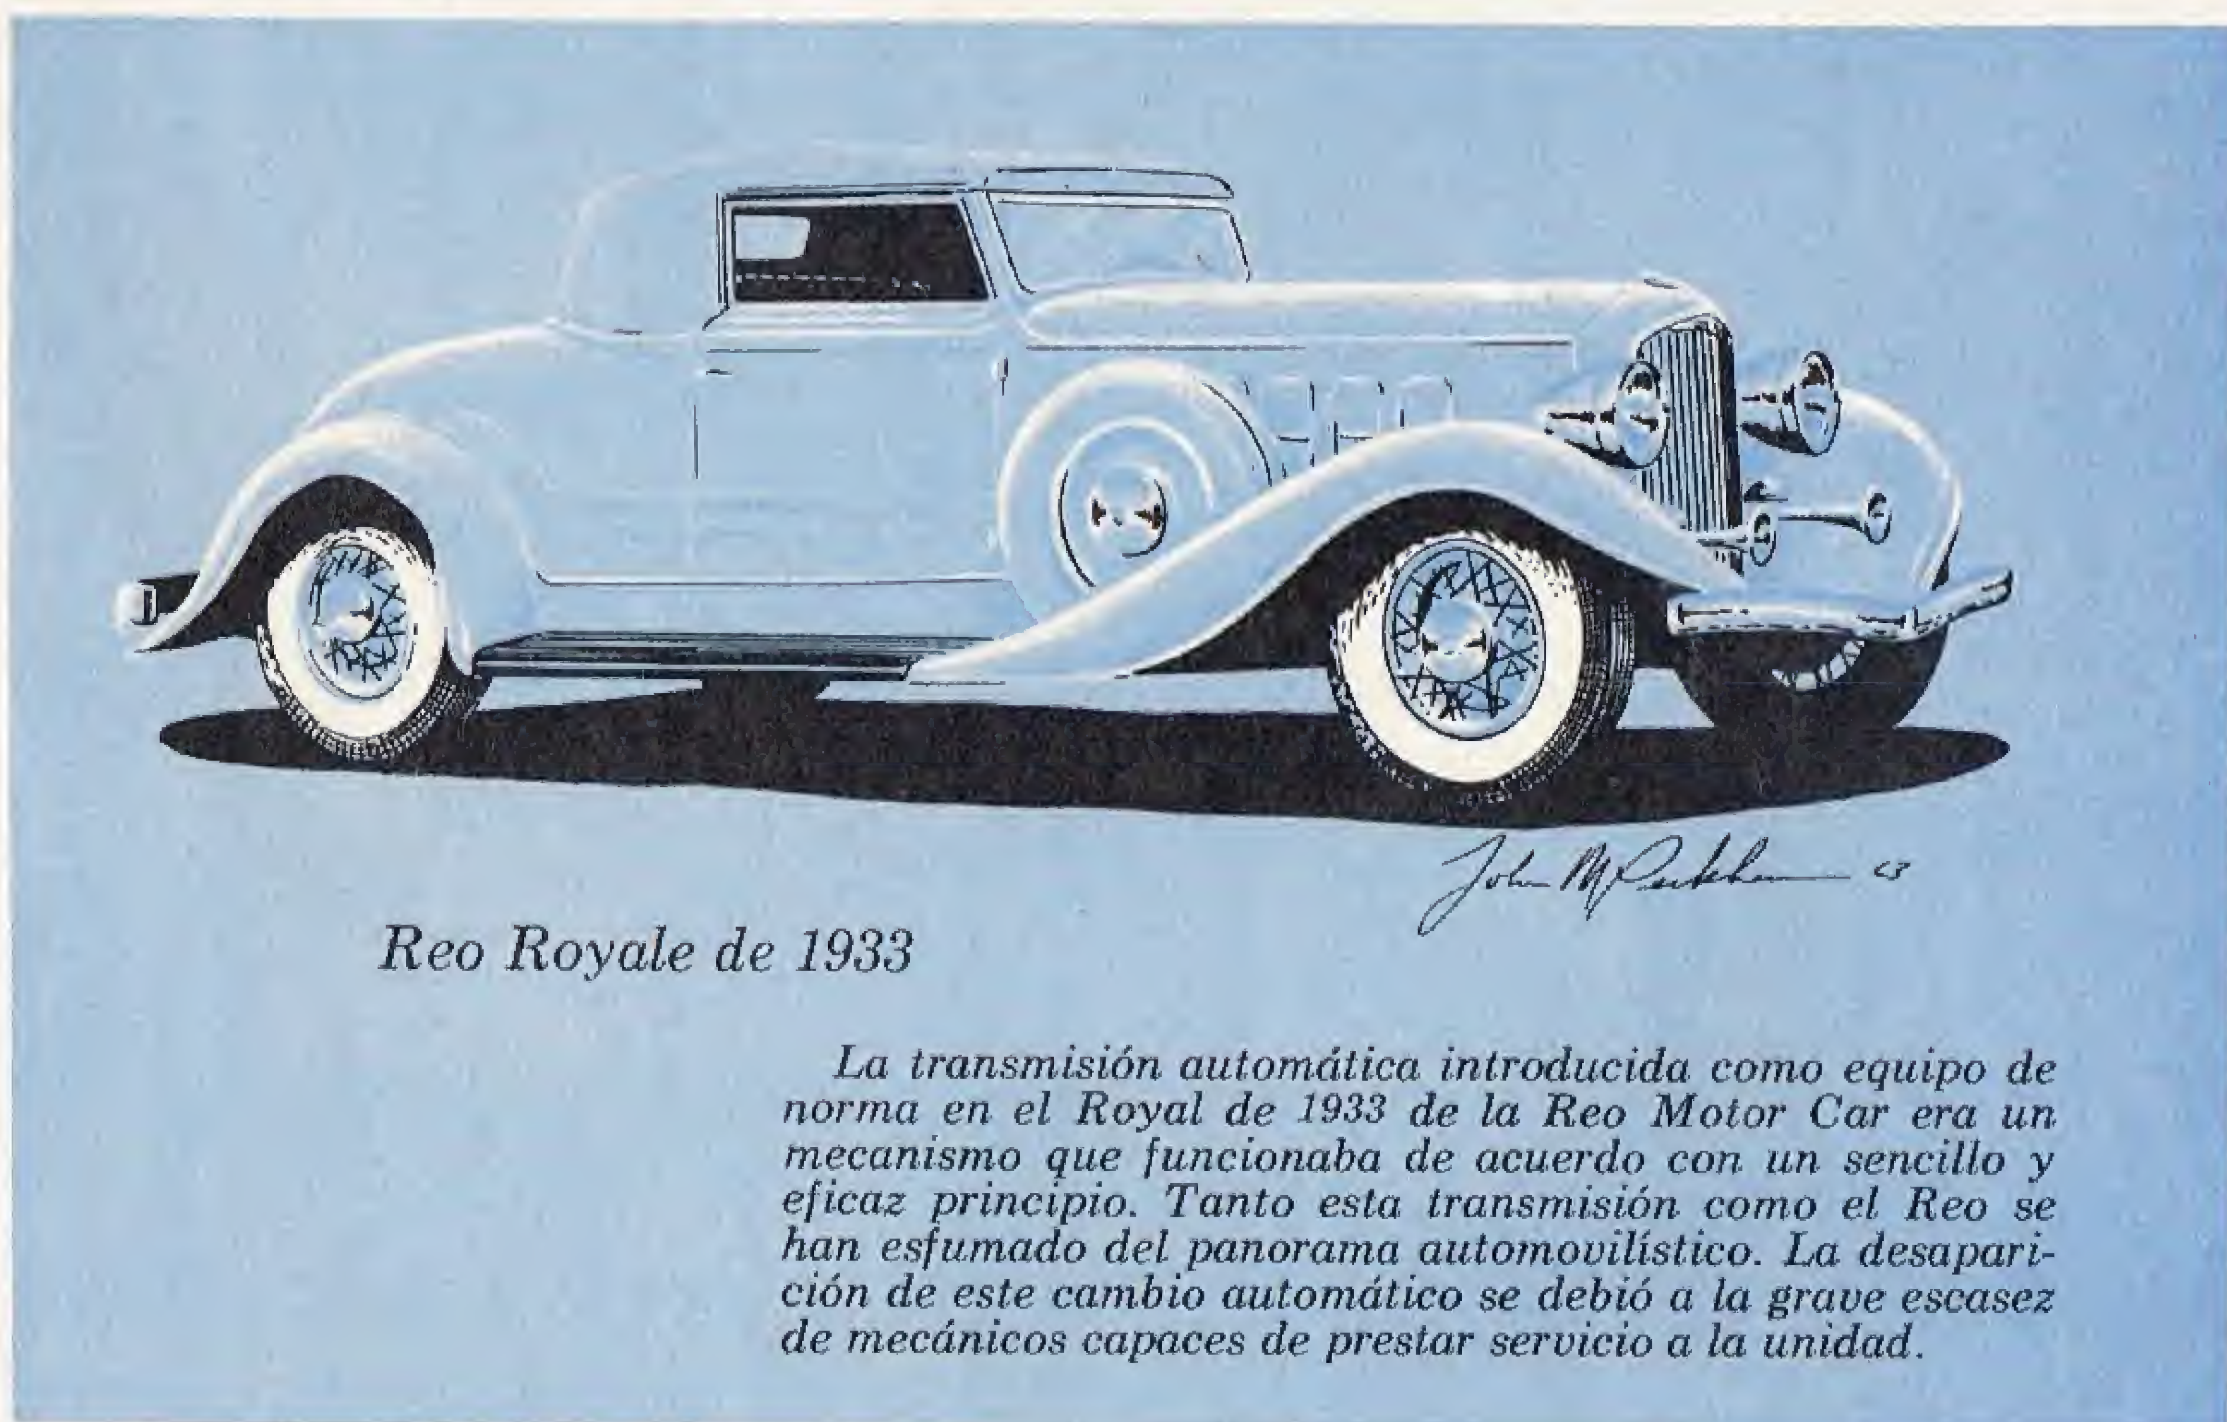 John M Peckham 63
Reo Royale de 1933
La transmisión automática introducida como equipo de
norma en el Royal de 1933 de la Reo Motor Car era un
mecanismo que funcionaba de acuerdo con un sencillo y
eficaz principio. Tanto esta transmisión como el Reo se
han esfumado del panorama automovilístico. La desapari-
ción de este cambio automático se debió a la grave escasez
de mecánicos capaces de prestar servicio a la unidad.